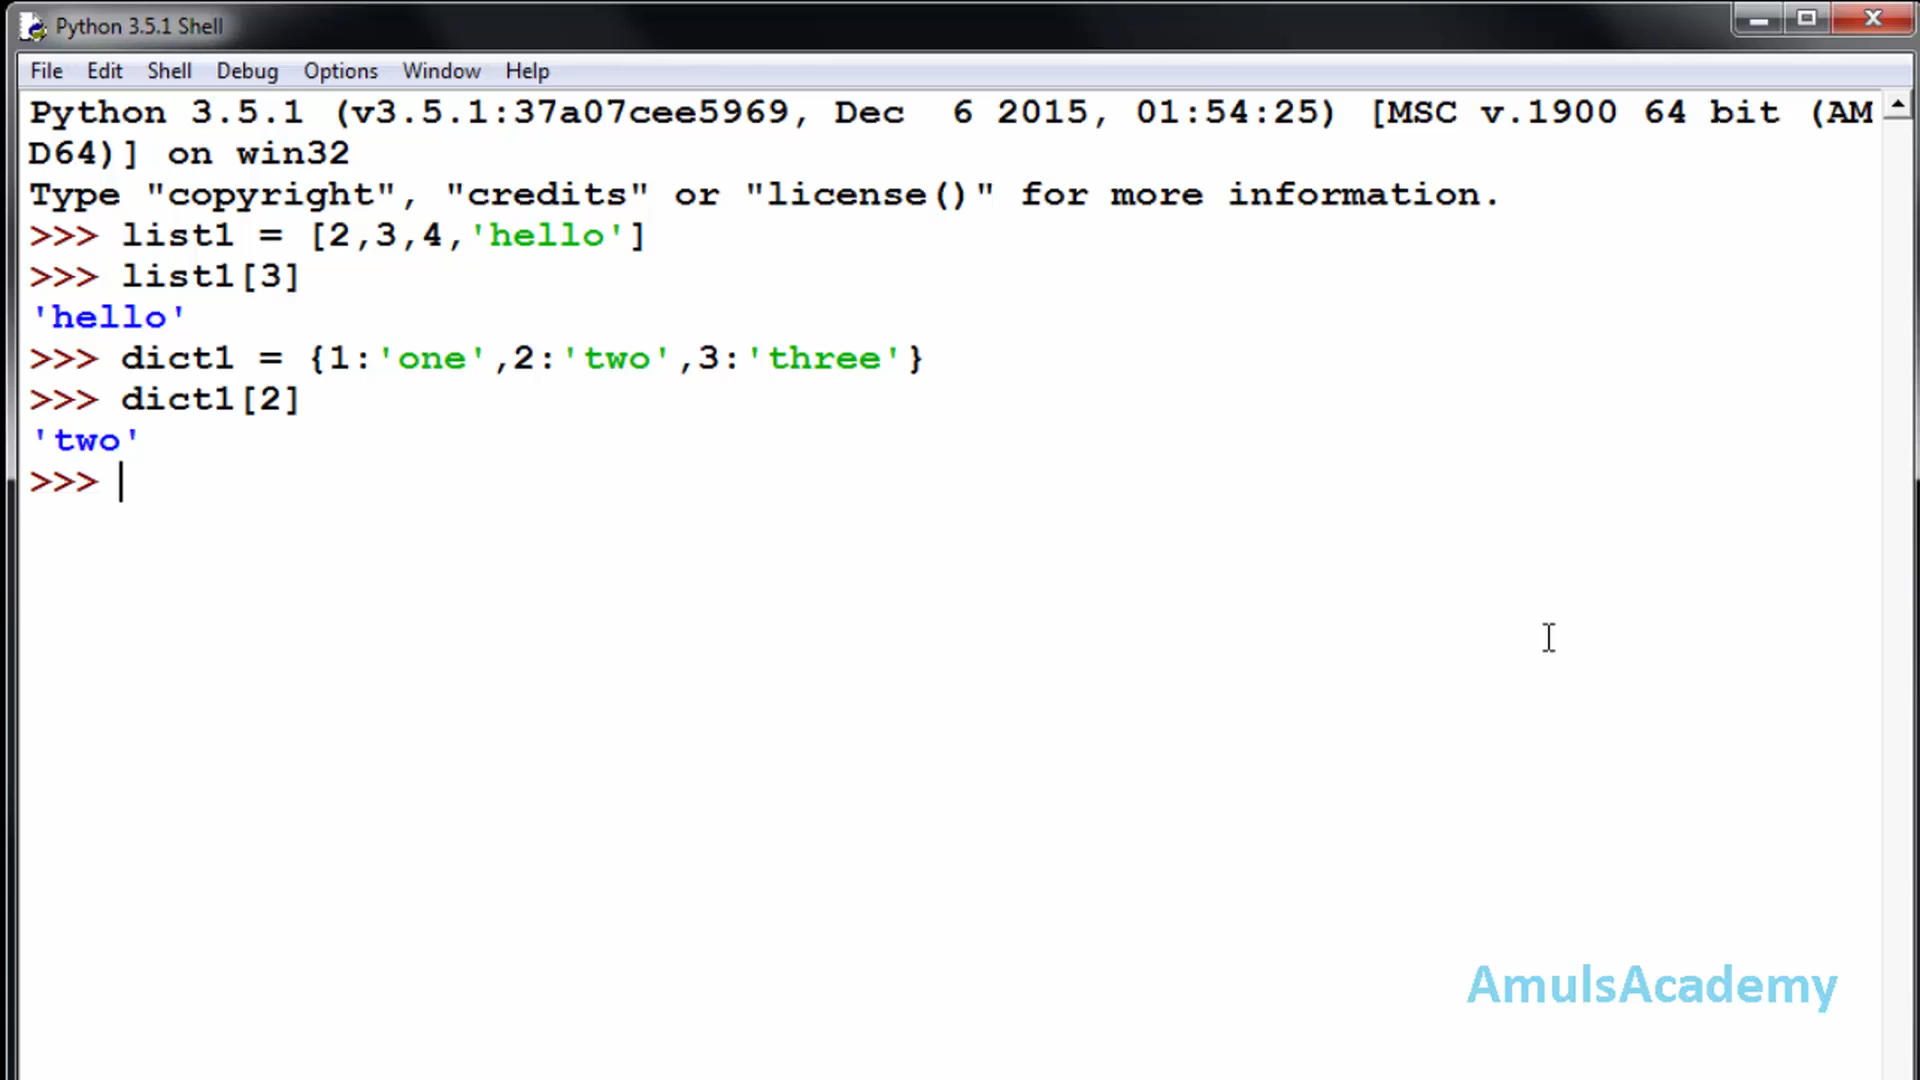 Python 3.5.1 Shell
File Edit Shell Debug Options Window Help
Python 3.5.1 (v3.5.1:37a07cee5969, Dec  6 2015, 01:54:25) [MSC v.1900 64 bit (AM
D64)] on win32
Type "copyright", "credits" or "license()" for more information.
>>> list1 = [2,3,4,'hello']
>>> list1[3]
'hello'
>>> dict1 = {1:'one',2:'two',3:'three'}
>>> dict1[2]
'two'
>>>
AmulsAcademy